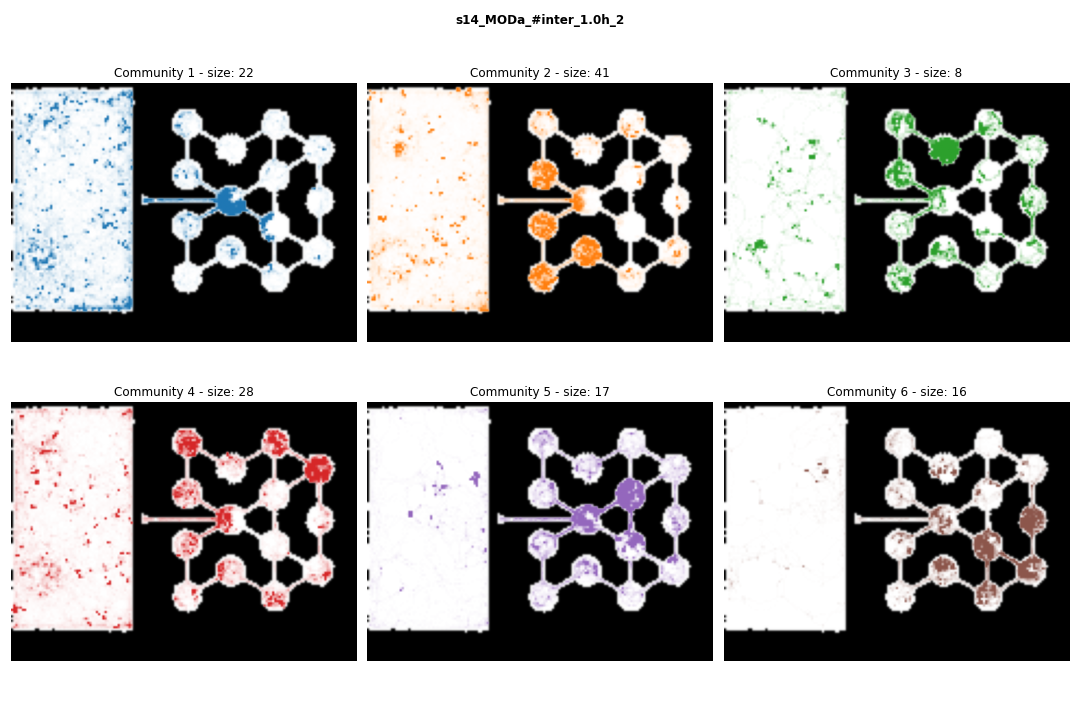 s14_MODa_#inter_1.0h_2
Community 1 - size: 22
Community 2 - size: 41
Community 3 - size: 8
Community 4 - size: 28
Community 5 - size: 17
Community 6 - size: 16